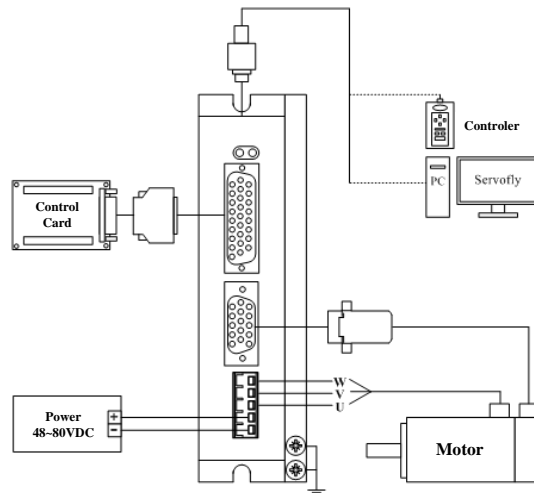 Controler
PC
Servofly
Control
Card
W
V
U
Power
48~80VDC
+
−
Motor